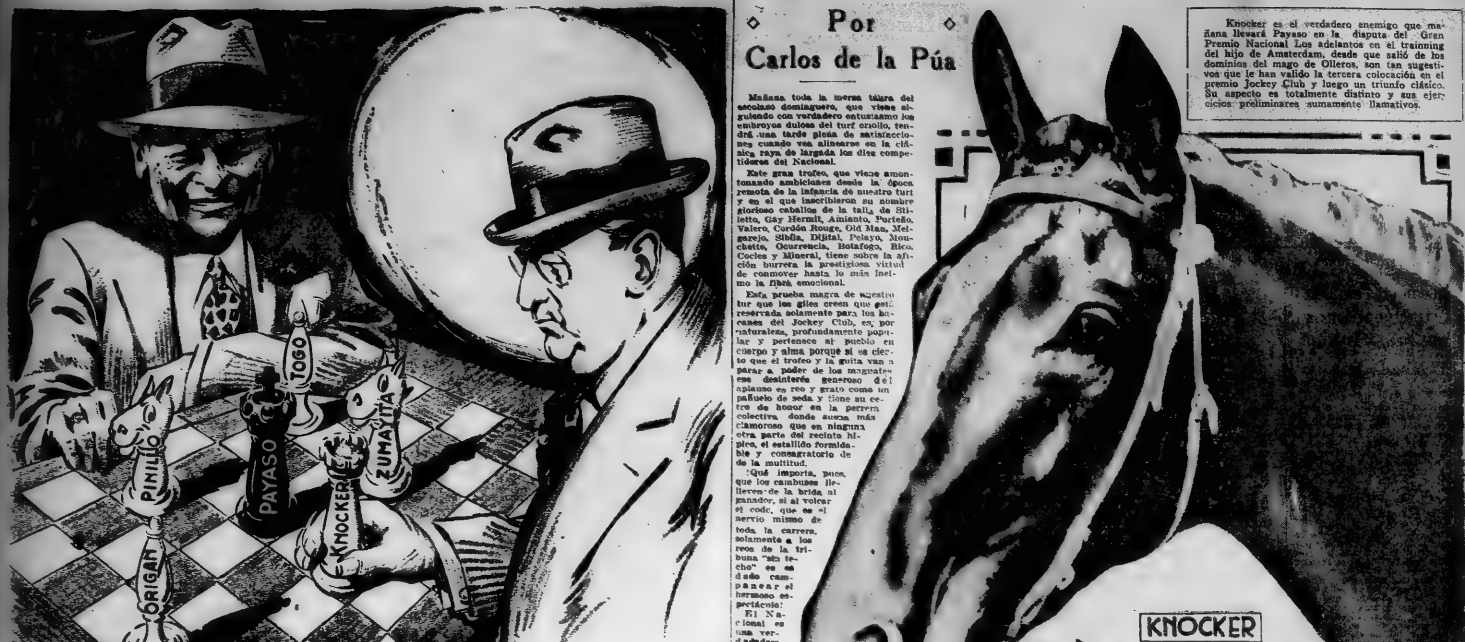 TOGO
PINILLO
PAYASO
KNOCKER
FUMAYITA
ORIGAN
Por
Carlos de la Púa
Mañana toda la inersa
escolaso dominguero, que viene si-
guiendo con verdadero entusiasmo los
embroyos dulces del turf criollo, ten-
drá una tarde plena de satisfaccio-
nes cuando vea alinearse en la clá-
sica raya de largada los diez compe-
tidores del Nacional.
Este gran trofeo, que viene amon-
tonando ambiciones desde la época
remota de la infancia de nuestro turf
y en el que inscribieron su nombre
glorioso caballos de la talla de Sti-
letto, Gay Hermit, Amianto, Porteño,
Valero, Cordón Rouge, Old Man, Mel-
garejo, Sibila, Dijital, Pelayo, Mou-
chette, Ocurrencia, Botafogo, Rico,
Cocles y Mineral, tiene sobre la afi-
ción burrera la prestigiosa virtud
de conmover hasta lo más ínti-
mo la fibra emocional.
Esta prueba magna de nuestro
tur que los giles creen que está
reservada solamente para los ba-
canes del Jockey Club, es, por
naturaleza, profundamente popu-
lar y pertenece al pueblo en
cuerpo y alma porque si es cier-
to que el trofeo y la guita van a
parar a poder de los magnates
ese desinterés generoso del
aplauso es reo y grato como un
pañuelo de seda y tiene su ce-
tro de honor en la perrera
colectiva donde suena más
clamoroso que en ninguna
otra parte del recinto hí-
pico, el estallido formida-
ble y consagratorio de
de la multitud.
¡Qué importa, pues,
que los cambuses lle-
lleven de la brida al
ganador, si al volcar
el codo, que es el
nervio mismo de
toda la carrera,
solamente a los
reos de la tri-
buna "sin te-
cho" es es
dado cam-
panear el
hermoso es-
pectáculo!
El Na-
cional es
una ver-
Knocker es el verdadero enemigo que ma-
ñana llevará Payaso en la disputa del Gran
Premio Nacional Los adelantos en el trainning
del hijo de Amsterdam, desde que salió de los
dominios del mago de Olleros, son tan sugesti-
vos que le han valido la tercera colocación en el
premio Jockey Club y luego un triunfo clásico.
Su aspecto es totalmente distinto y sus ejer-
cicios preliminares sumamente llamativos.
KNOCKER